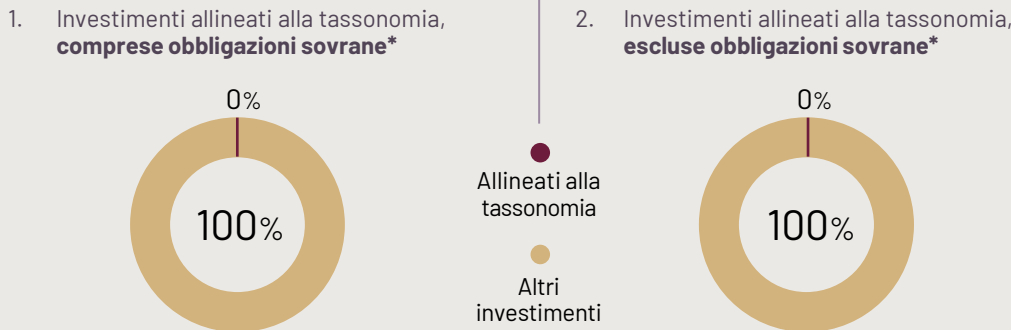 1. Investimenti allineati alla tassonomia,
comprese obbligazioni sovrane*
0%
100%
Allineati alla
tassonomia
Altri
investimenti
2. Investimenti allineati alla tassonomia,
escluse obbligazioni sovrane*
0%
100%